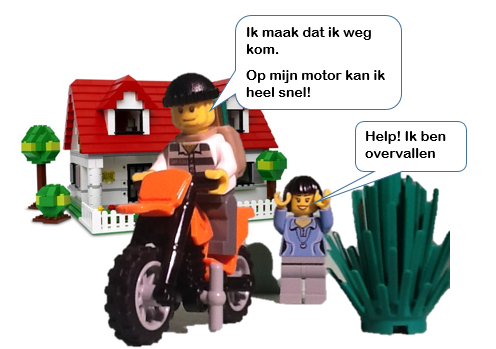 Ik maak dat ik weg
kom.
Op mijn motor kan ik
heel snel!
Help! Ik ben
overvallen